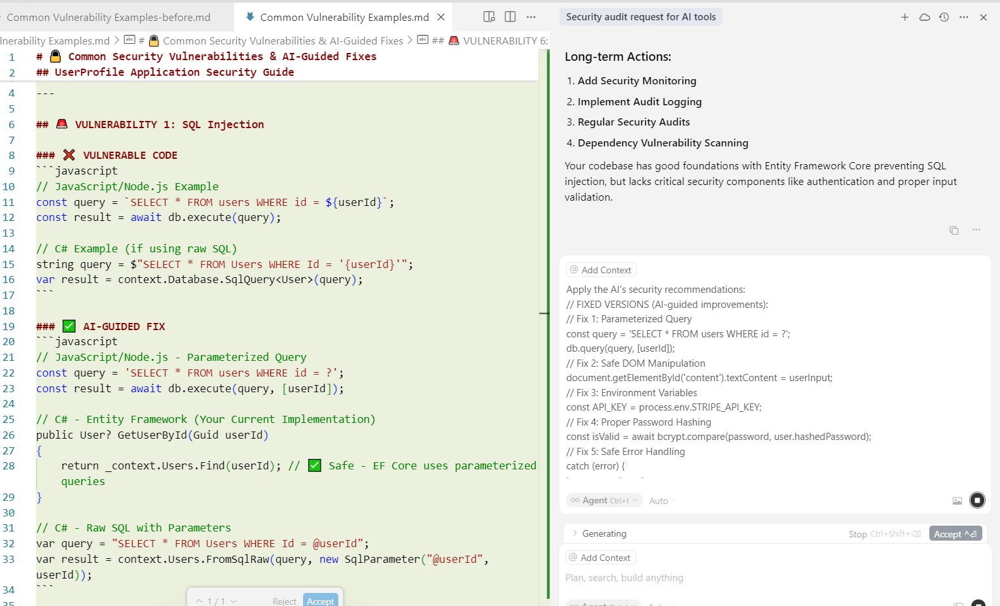 Common Vulnerability Examples-before.md
Common Vulnerability Examples.md
lnerability Examples.md > # 🔒 Common Security Vulnerabilities & AI-Guided Fixes > ## 🚨 VULNERABILITY 6:
1 # 🔒 Common Security Vulnerabilities & AI-Guided Fixes
2 ## UserProfile Application Security Guide
4 ---
5
6 ## 🚨 VULNERABILITY 1: SQL Injection
7
8 ### ❌ VULNERABLE CODE
9 ```javascript
10 // JavaScript/Node.js Example
11 const query = `SELECT * FROM users WHERE id = ${userId}`;
12 const result = await db.execute(query);
13
14 // C# Example (if using raw SQL)
15 string query = $"SELECT * FROM Users WHERE Id = '{userId}'";
16 var result = context.Database.SqlQuery<User>(query);
17 ```
18
19 ### ✅ AI-GUIDED FIX
20 ```javascript
21 // JavaScript/Node.js - Parameterized Query
22 const query = 'SELECT * FROM users WHERE id = ?';
23 const result = await db.execute(query, [userId]);
24
25 // C# - Entity Framework (Your Current Implementation)
26 public User? GetUserById(Guid userId)
27 {
28 return _context.Users.Find(userId); // ✅ Safe - EF Core uses parameterized
queries
29 }
30
31 // C# - Raw SQL with Parameters
32 var query = "SELECT * FROM Users WHERE Id = @userId";
33 var result = context.Users.FromSqlRaw(query, new SqlParameter("@userId",
userId));
34 ```
35
1 / 1 Reject Accept
Security audit request for AI tools
Long-term Actions:
1. Add Security Monitoring
2. Implement Audit Logging
3. Regular Security Audits
4. Dependency Vulnerability Scanning
Your codebase has good foundations with Entity Framework Core preventing SQL
injection, but lacks critical security components like authentication and proper input
validation.
@ Add Context
Apply the AI's security recommendations:
// FIXED VERSIONS (AI-guided improvements):
// Fix 1: Parameterized Query
const query = 'SELECT * FROM users WHERE id = ?';
db.query(query, [userId]);
// Fix 2: Safe DOM Manipulation
document.getElementById('content').textContent = userInput;
// Fix 3: Environment Variables
const API_KEY = process.env.STRIPE_API_KEY;
// Fix 4: Proper Password Hashing
const isValid = await bcrypt.compare(password, user.hashedPassword);
// Fix 5: Safe Error Handling
catch (error) {
∞ Agent Ctrl+I Auto
> Generating Stop Ctrl+Shift+⌫ Accept ^⏎
@ Add Context
Plan, search, build anything